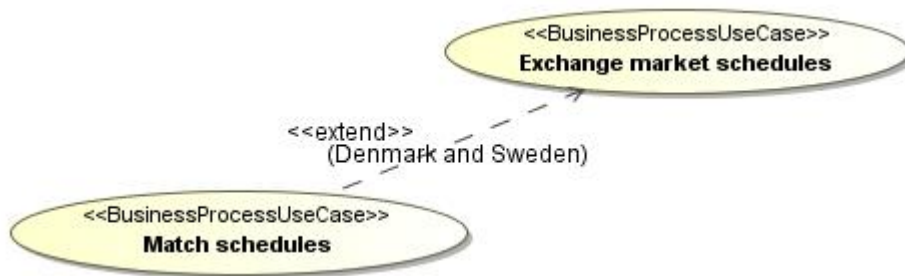 <<BusinessProcessUseCase>>
Exchange market schedules
<<extend>>
(Denmark and Sweden)
<<BusinessProcessUseCase>>
Match schedules